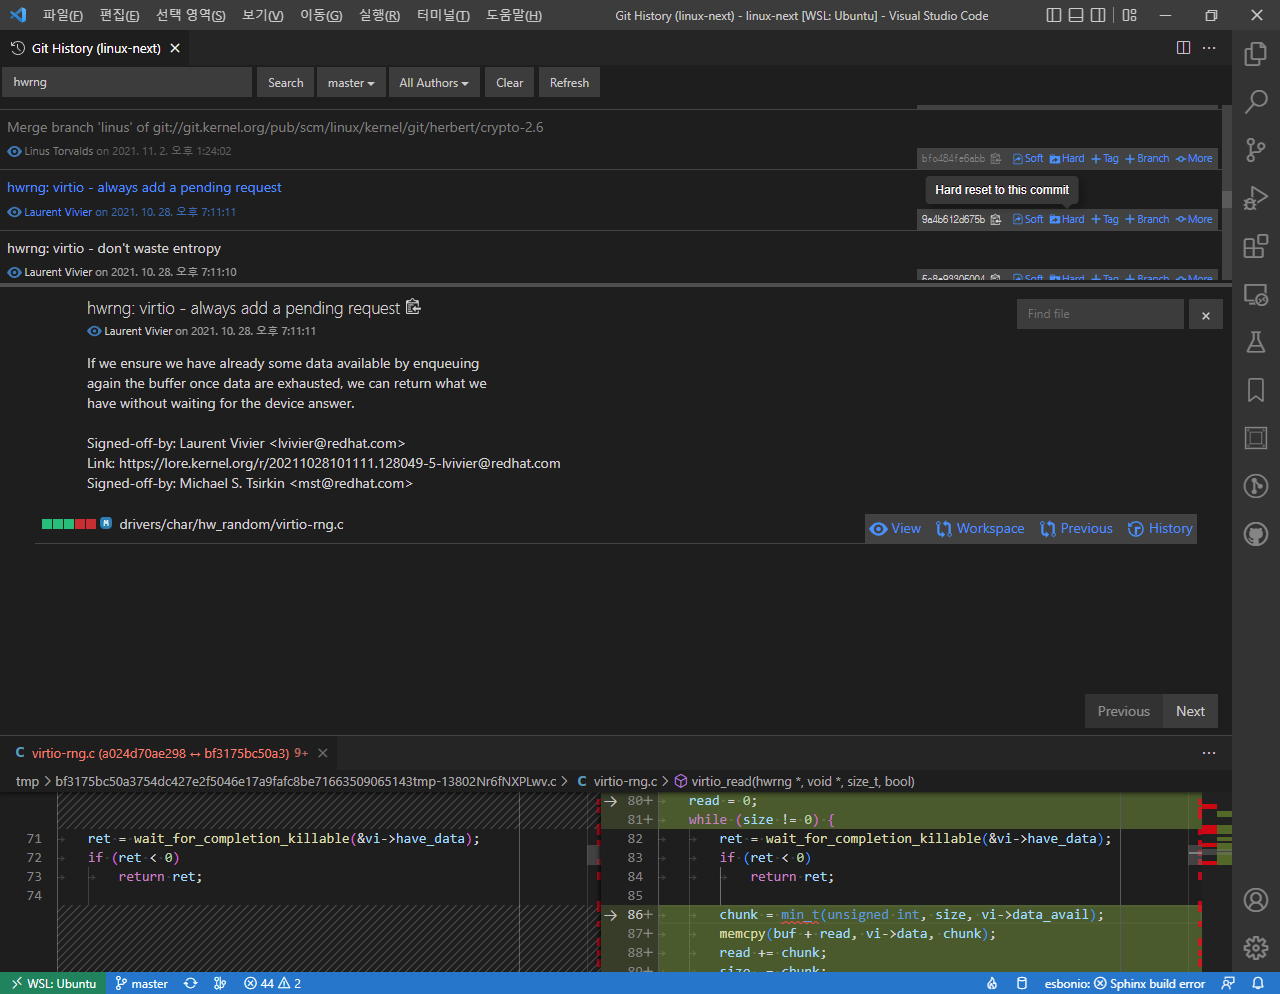 파일(F) 편집(E) 선택 영역(S) 보기(V) 이동(G) 실행(R) 터미널(T) 도움말(H) Git History (linux-next) - linux-next [WSL: Ubuntu] - Visual Studio Code
Git History (linux-next)
hwrng Search master All Authors Clear Refresh
Merge branch 'linus' of git://git.kernel.org/pub/scm/linux/kernel/git/herbert/crypto-2.6
Linus Torvalds on 2021. 11. 2. 오후 1:24:02 bfc484fe6abb Soft Hard +Tag +Branch More
hwrng: virtio - always add a pending request
Hard reset to this commit
Laurent Vivier on 2021. 10. 28. 오후 7:11:11 9a4b612d675b Soft Hard +Tag +Branch More
hwrng: virtio - don't waste entropy
Laurent Vivier on 2021. 10. 28. 오후 7:11:10 5c8e93305004 Soft Hard +Tag +Branch More
hwrng: virtio - always add a pending request
Find file ×
Laurent Vivier on 2021. 10. 28. 오후 7:11:11
If we ensure we have already some data available by enqueuing
again the buffer once data are exhausted, we can return what we
have without waiting for the device answer.
Signed-off-by: Laurent Vivier <lvivier@redhat.com>
Link: https://lore.kernel.org/r/20211028101111.128049-5-lvivier@redhat.com
Signed-off-by: Michael S. Tsirkin <mst@redhat.com>
M drivers/char/hw_random/virtio-rng.c View Workspace Previous History
Previous Next
C virtio-rng.c (a024d70ae298 ↔ bf3175bc50a3) 9+
tmp > bf3175bc50a3754dc427e2f5046e17a9fafc8be71663509065143tmp-13802Nr6fNXPLwv.c > C virtio-rng.c > virtio_read(hwrng *, void *, size_t, bool)
80+ read = 0;
81+ while (size != 0) {
71 ret = wait_for_completion_killable(&vi->have_data); 82 ret = wait_for_completion_killable(&vi->have_data);
72 if (ret < 0) 83 if (ret < 0)
73 return ret; 84 return ret;
74 85
86+ chunk = min_t(unsigned int, size, vi->data_avail);
87+ memcpy(buf + read, vi->data, chunk);
88+ read += chunk;
89+ size -= chunk;
WSL: Ubuntu master 44 2 esbonio: Sphinx build error